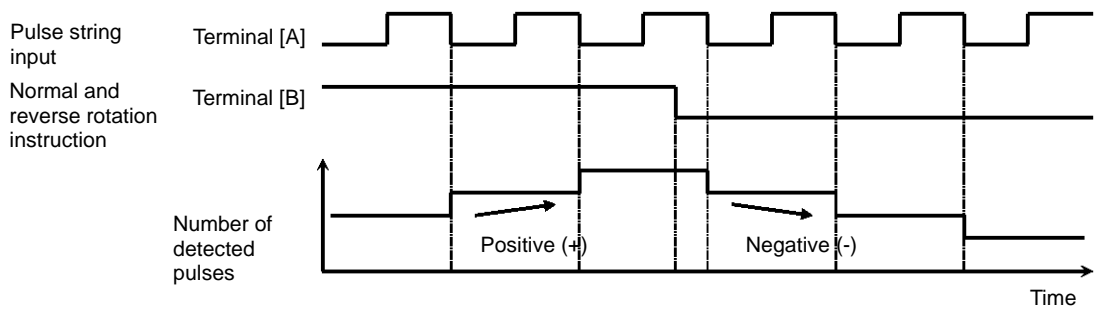 Pulse string
input
Terminal [A]
Normal and
reverse rotation
instruction
Terminal [B]
Number of
detected
pulses
Positive (+)
Negative (-)
Time